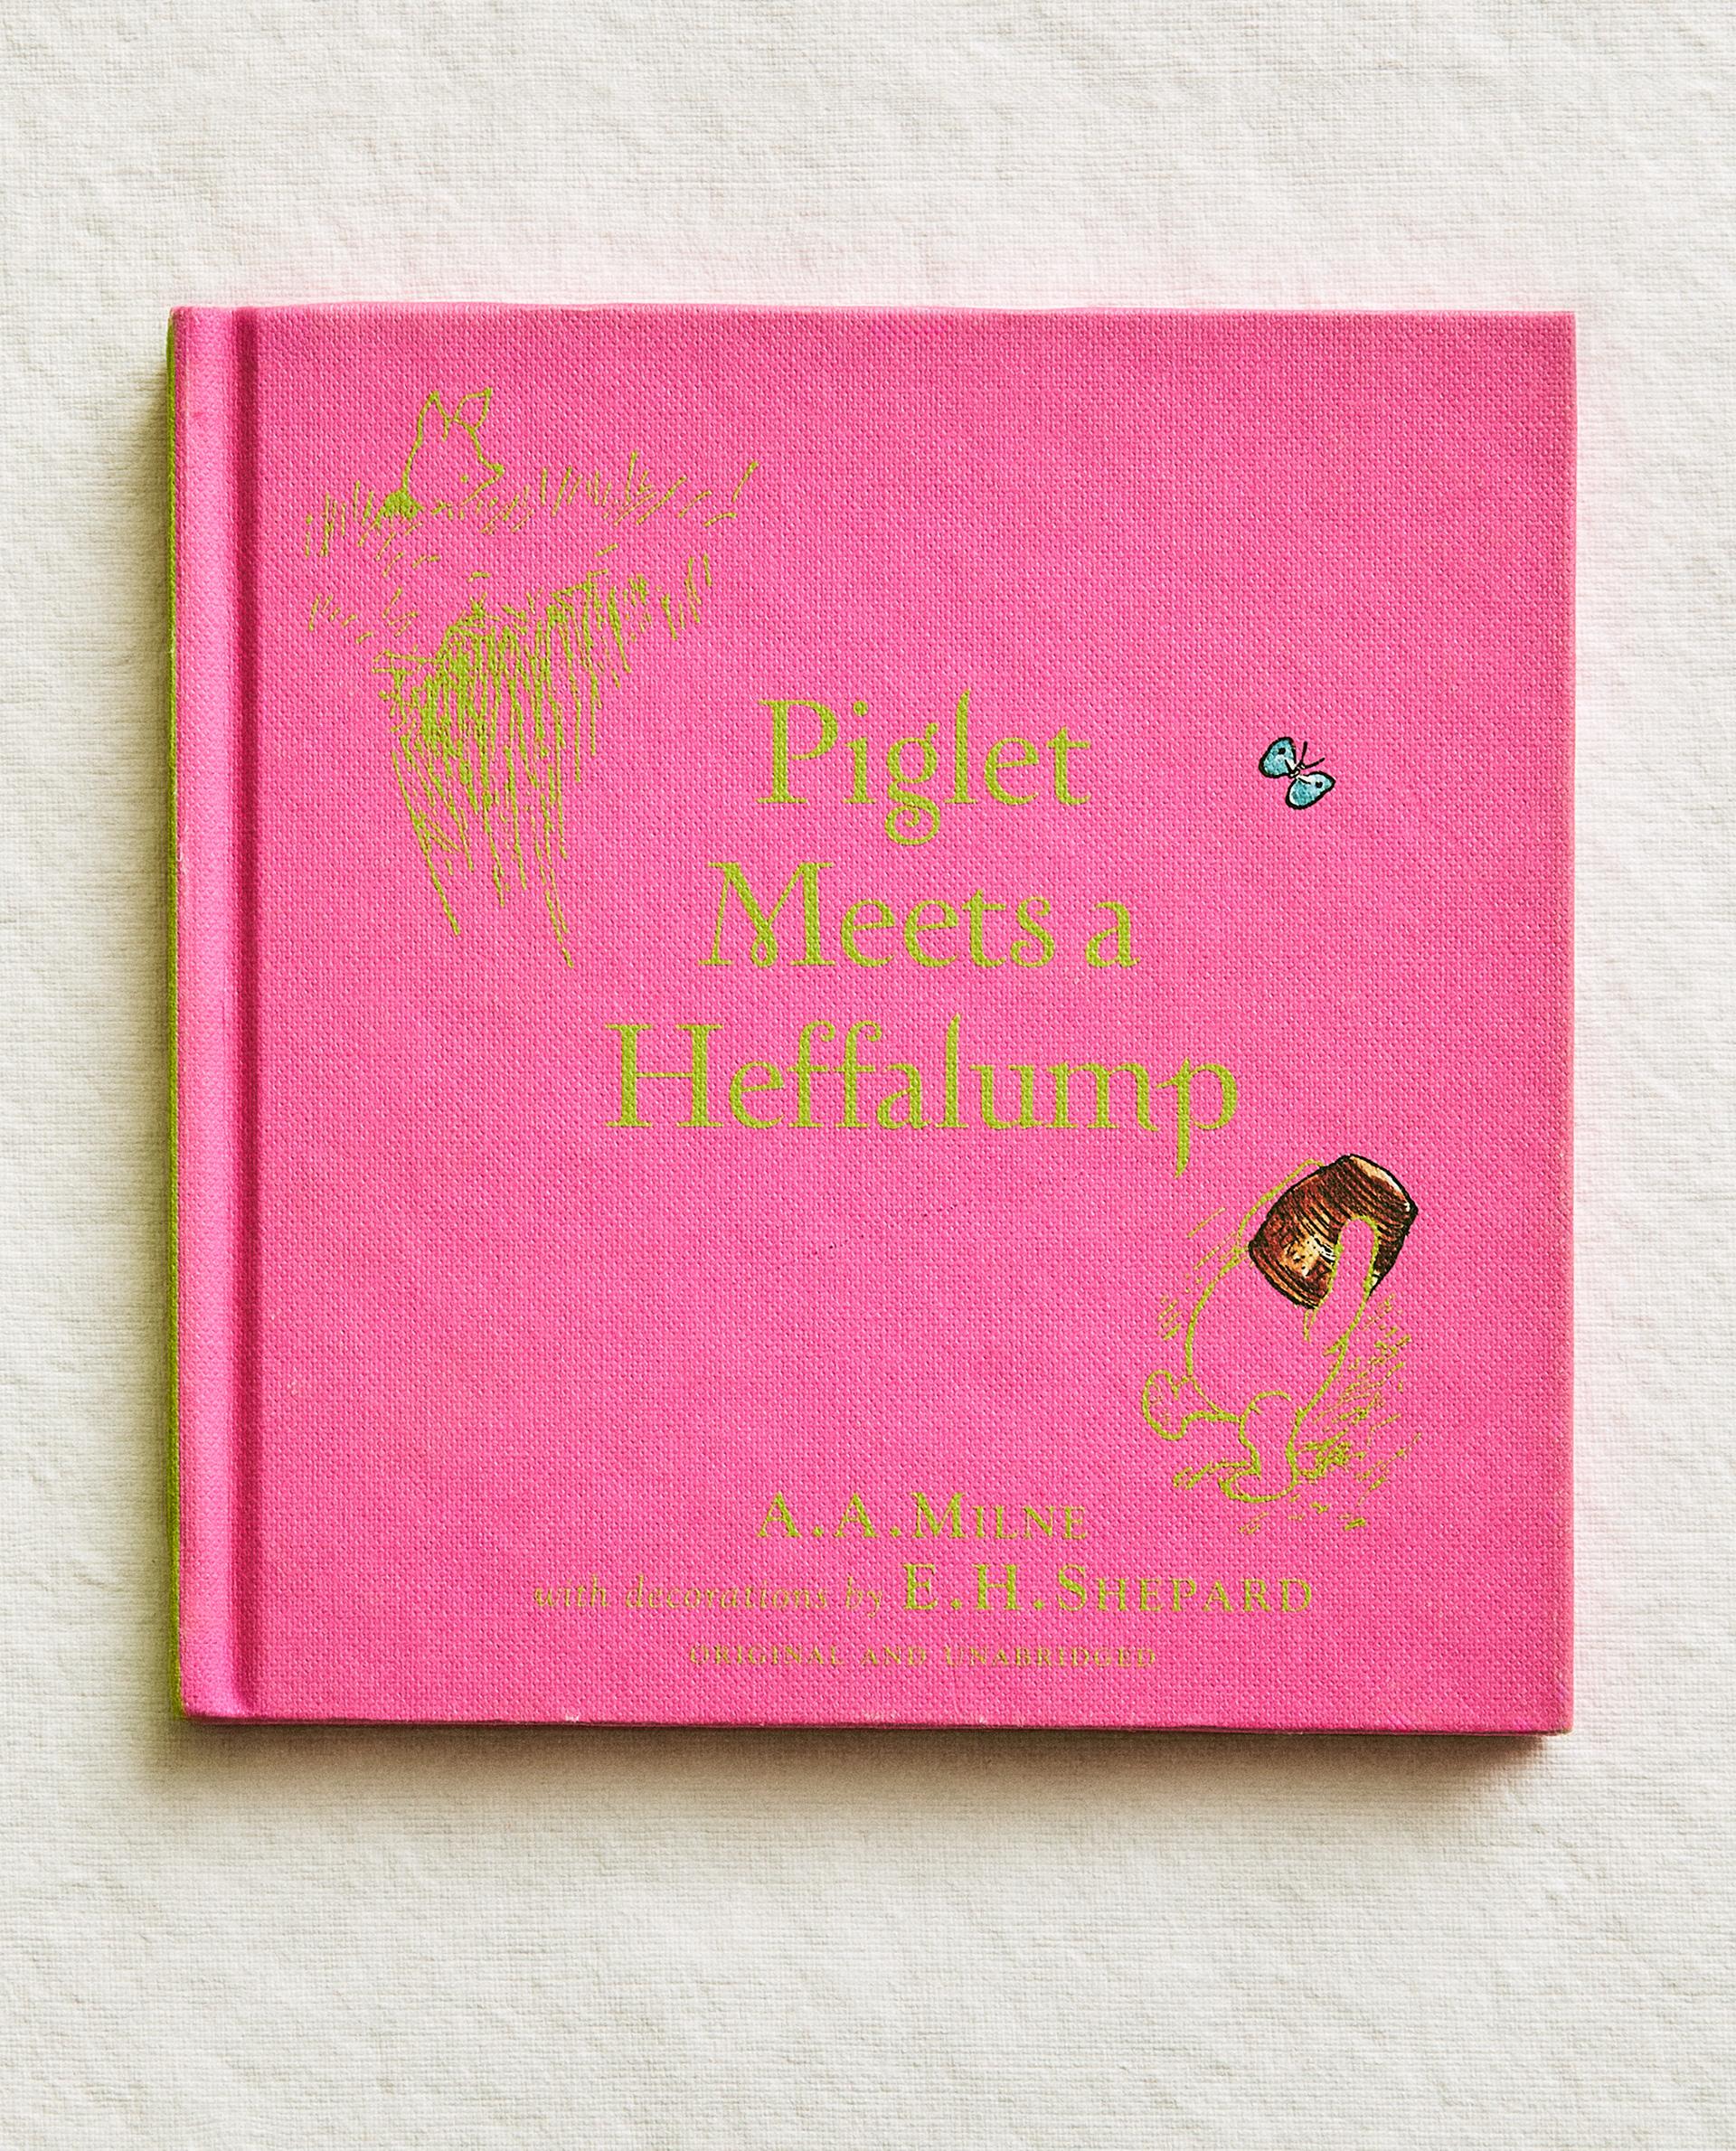 Piglet
Meets a
Heffalump
A.A.MILNE
with decorations by E.H.SHEPARD
ORIGINAL AND UNABRIDGED